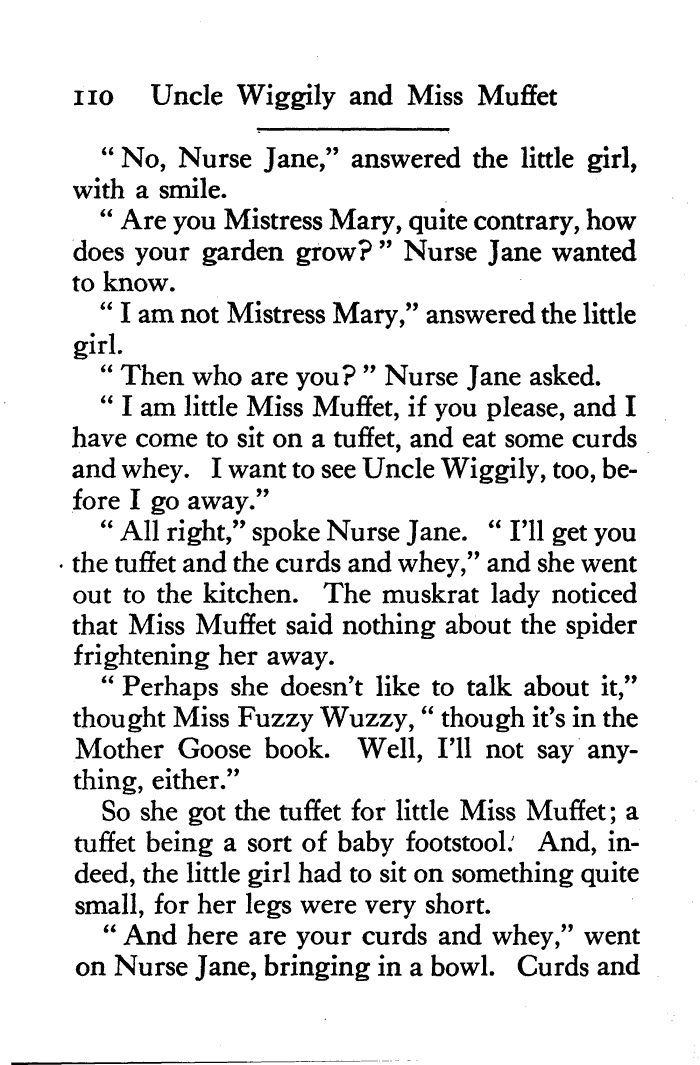 110 Uncle Wiggily and Miss Muffet
“ No, Nurse Jane,” answered the little girl,
with a smile.
“ Are you Mistress Mary, quite contrary, how
does your garden grow? ” Nurse Jane wanted
to know.
“ I am not Mistress Mary,” answered the little
girl.
“ Then who are you? ” Nurse Jane asked.
“ I am little Miss Muffet, if you please, and I
have come to sit on a tuffet, and eat some curds
and whey. I want to see Uncle Wiggily, too, be-
fore I go away.”
“ All right,” spoke Nurse Jane. “ I’ll get you
the tuffet and the curds and whey,” and she went
out to the kitchen. The muskrat lady noticed
that Miss Muffet said nothing about the spider
frightening her away.
“ Perhaps she doesn’t like to talk about it,”
thought Miss Fuzzy Wuzzy, “ though it’s in the
Mother Goose book. Well, I’ll not say any-
thing, either.”
So she got the tuffet for little Miss Muffet; a
tuffet being a sort of baby footstool. And, in-
deed, the little girl had to sit on something quite
small, for her legs were very short.
“ And here are your curds and whey,” went
on Nurse Jane, bringing in a bowl. Curds and